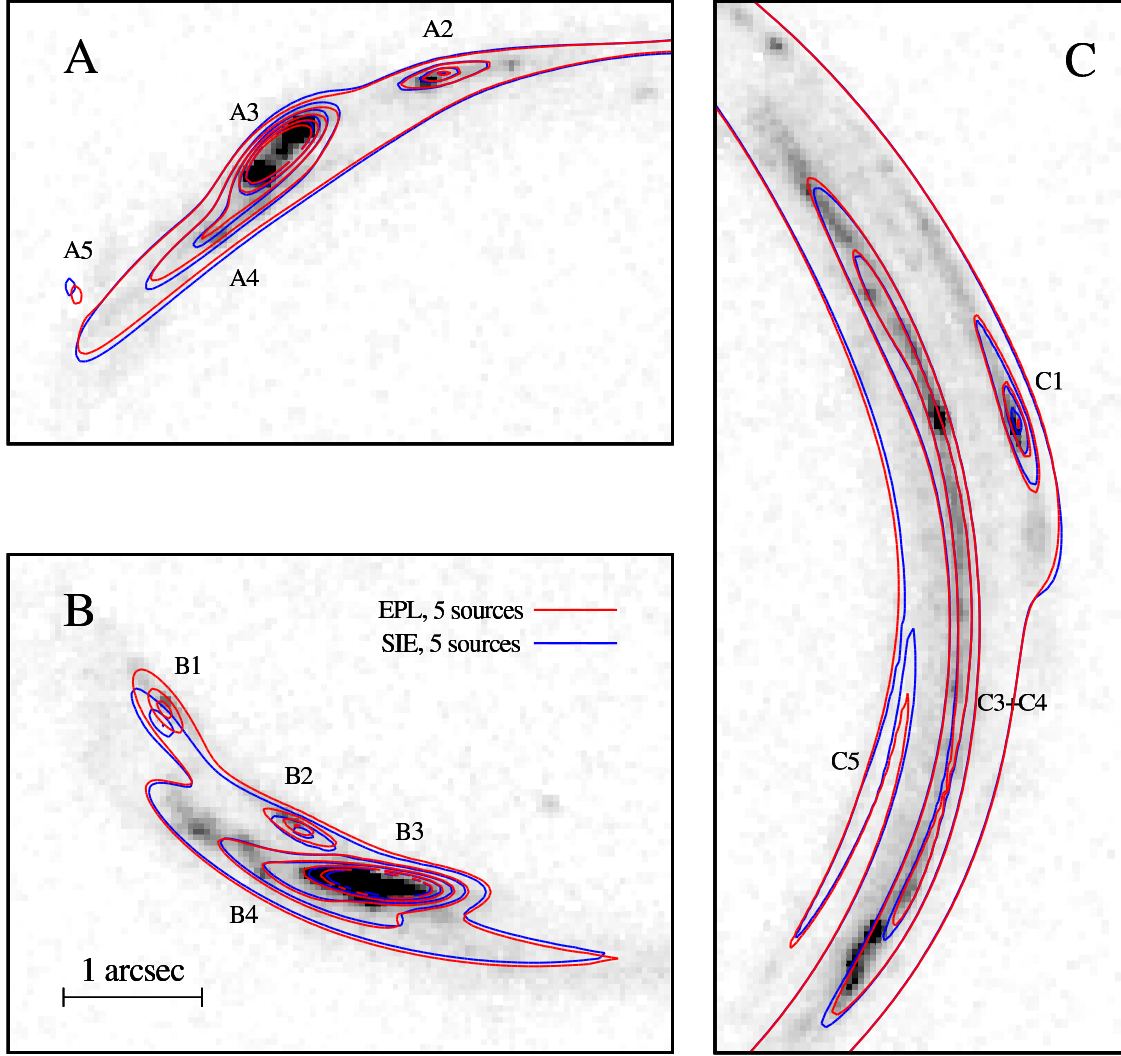 A
A2
A3
A5
A4
B
EPL, 5 sources
SIE, 5 sources
B1
B2
B3
B4
1 arcsec
C
C1
C3+C4
C5